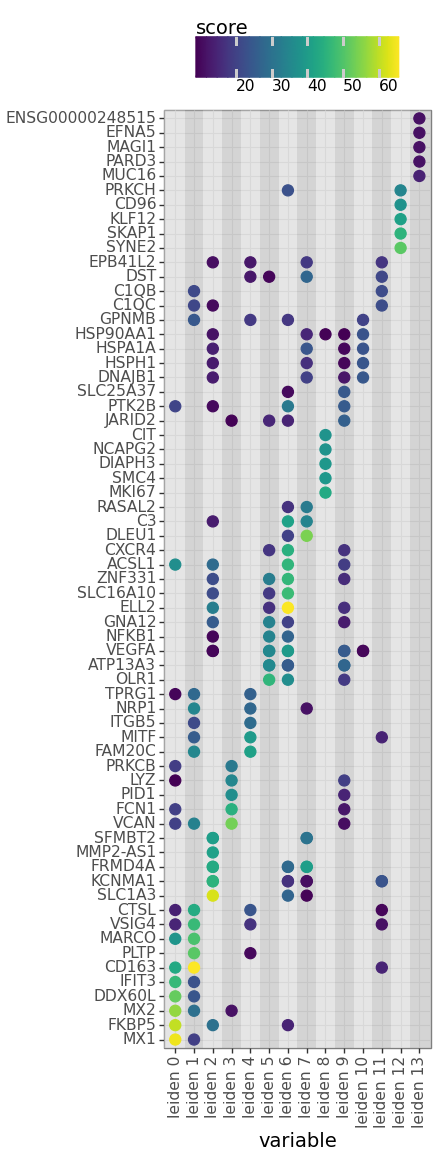 score
20 30 40 50 60
ENSG00000248515
EFNA5
MAGI1
PARD3
MUC16
PRKCH
CD96
KLF12
SKAP1
SYNE2
EPB41L2
DST
C1QB
C1QC
GPNMB
HSP90AA1
HSPA1A
HSPH1
DNAJB1
SLC25A37
PTK2B
JARID2
CIT
NCAPG2
DIAPH3
SMC4
MKI67
RASAL2
C3
DLEU1
CXCR4
ACSL1
ZNF331
SLC16A10
ELL2
GNA12
NFKB1
VEGFA
ATP13A3
OLR1
TPRG1
NRP1
ITGB5
MITF
FAM20C
PRKCB
LYZ
PID1
FCN1
VCAN
SFMBT2
MMP2-AS1
FRMD4A
KCNMA1
SLC1A3
CTSL
VSIG4
MARCO
PLTP
CD163
IFIT3
DDX60L
MX2
FKBP5
MX1
leiden 0
leiden 1
leiden 2
leiden 3
leiden 4
leiden 5
leiden 6
leiden 7
leiden 8
leiden 9
leiden 10
leiden 11
leiden 12
leiden 13
variable